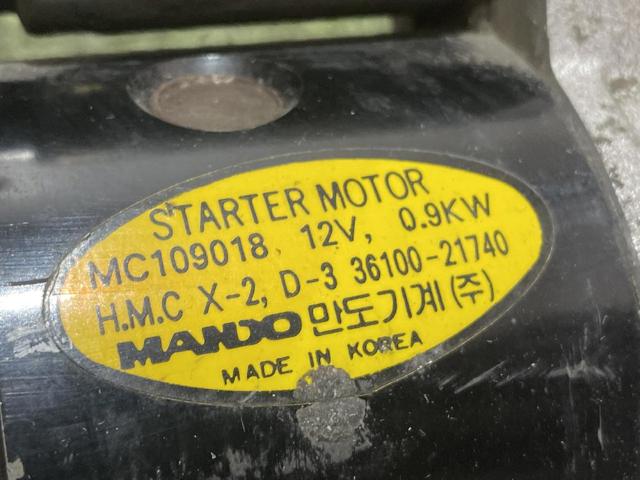 STARTER MOTOR
MC109018 12V, 0.9KW
H.M.C X-2, D-3 36100-21740
MANDO 만도기계(주)
MADE IN KOREA